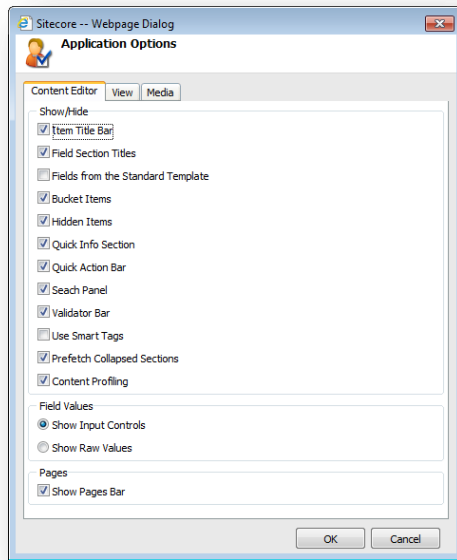 Sitecore -- Webpage Dialog
Application Options
Content Editor View Media
Show/Hide
Item Title Bar
Field Section Titles
Fields from the Standard Template
Bucket Items
Hidden Items
Quick Info Section
Quick Action Bar
Seach Panel
Validator Bar
Use Smart Tags
Prefetch Collapsed Sections
Content Profiling
Field Values
Show Input Controls
Show Raw Values
Pages
Show Pages Bar
OK Cancel